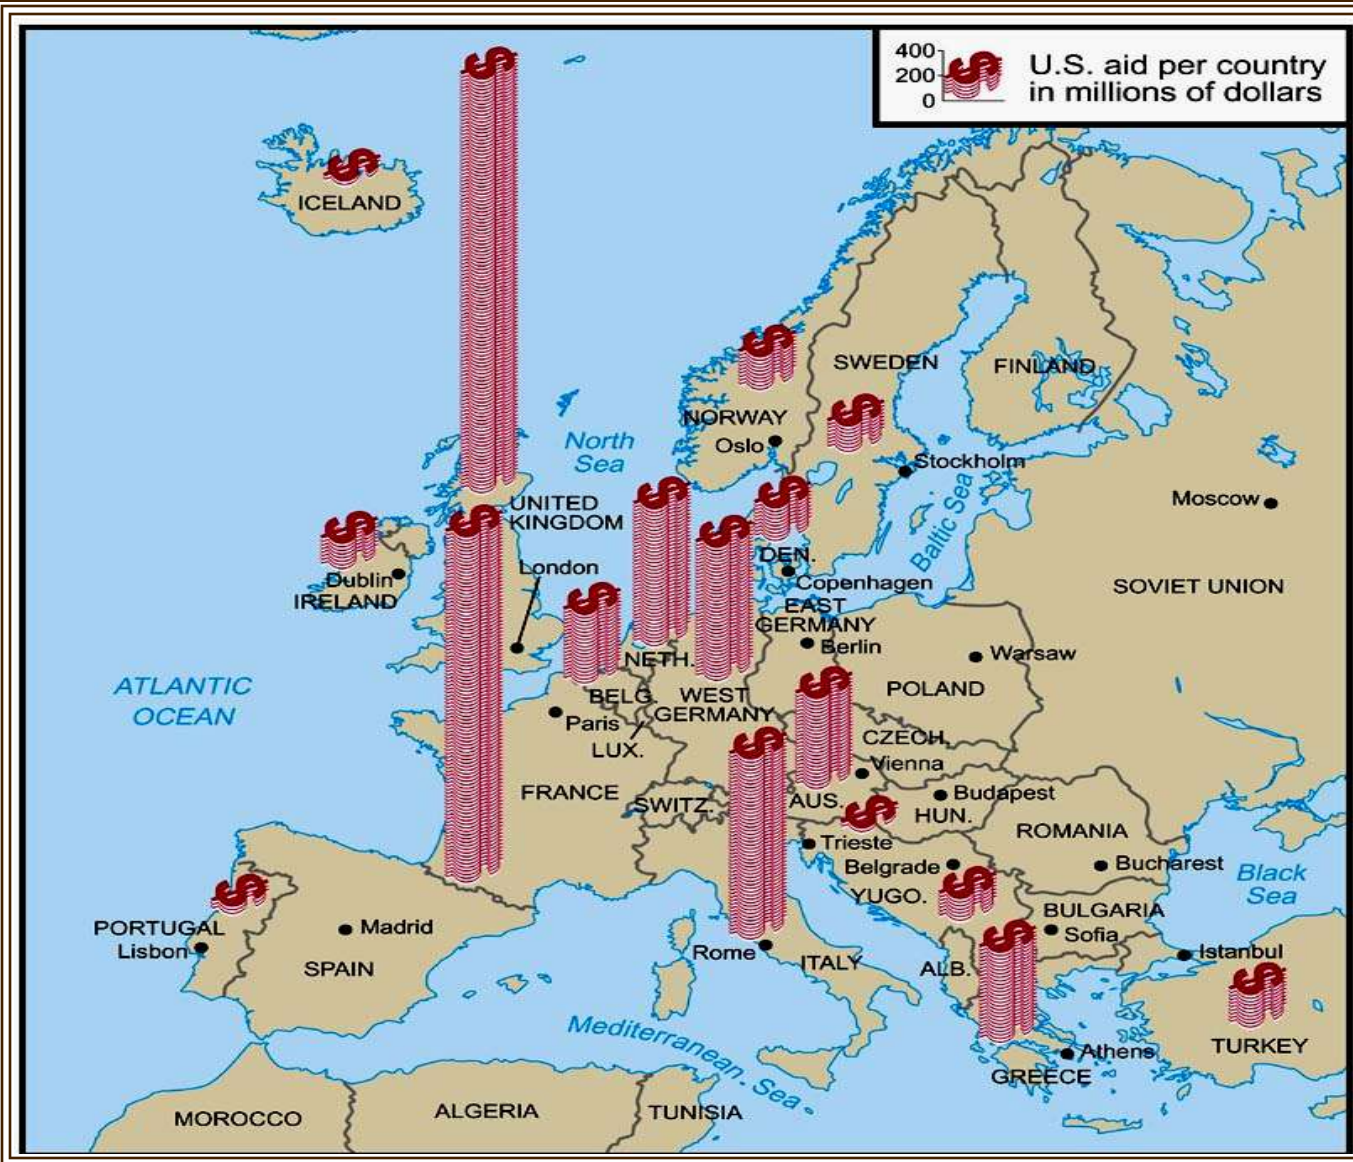 400
200
0
U.S. aid per country
in millions of dollars
ICELAND
SWEDEN
FINLAND
NORWAY
Oslo
North
Sea
Stockholm
Baltic Sea
Moscow
UNITED
KINGDOM
DEN.
London
Dublin
IRELAND
Copenhagen
SOVIET UNION
EAST
GERMANY
Berlin
NETH.
Warsaw
ATLANTIC
OCEAN
BELG.
WEST
GERMANY
POLAND
Paris
LUX.
CZECH.
Vienna
FRANCE
SWITZ.
AUS.
Budapest
HUN.
ROMANIA
Trieste
Belgrade
Bucharest
Black
Sea
YUGO.
PORTUGAL
Lisbon
Madrid
BULGARIA
Sofia
Rome
ITALY
ALB.
Istanbul
SPAIN
Mediterranean Sea
TURKEY
Athens
GREECE
MOROCCO
ALGERIA
TUNISIA